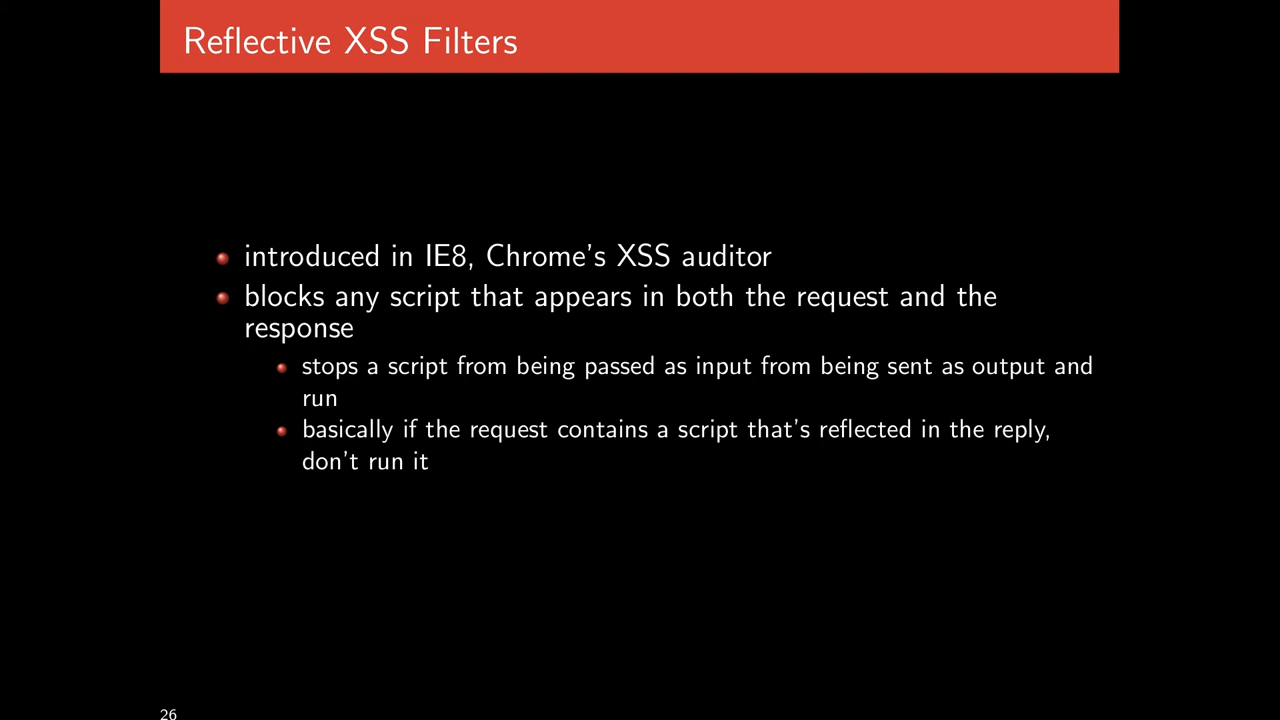 Reflective XSS Filters
introduced in IE8, Chrome's XSS auditor
blocks any script that appears in both the request and the
response
stops a script from being passed as input from being sent as output and
run
basically if the request contains a script that's reflected in the reply,
don't run it
26